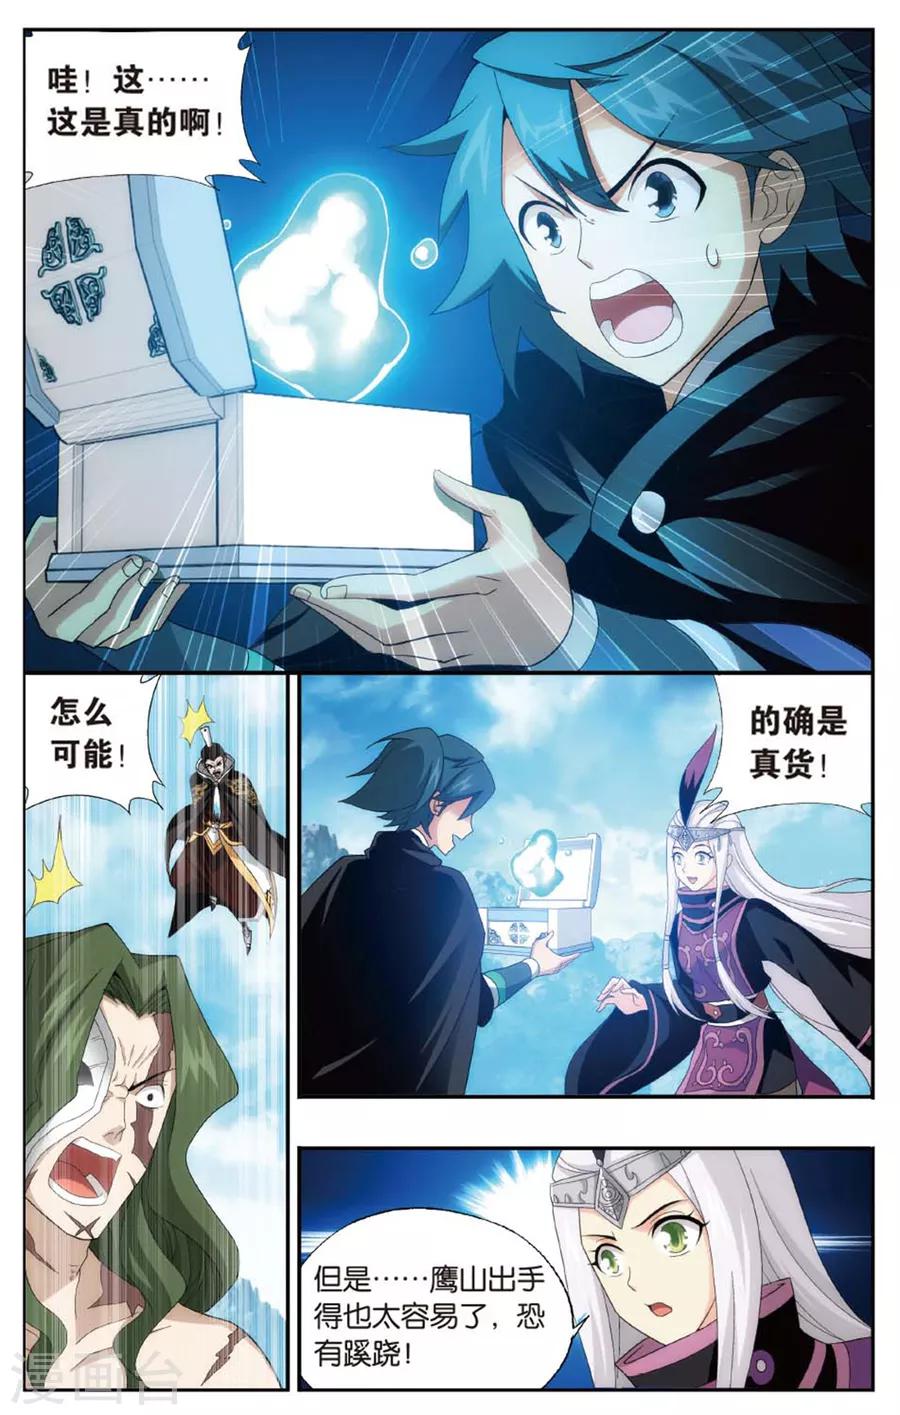 哇！这……
这是真的啊！
怎么
可能！
的确是
真货！
但是……鹰山出手
得也太容易了，恐
有蹊跷！
漫画台